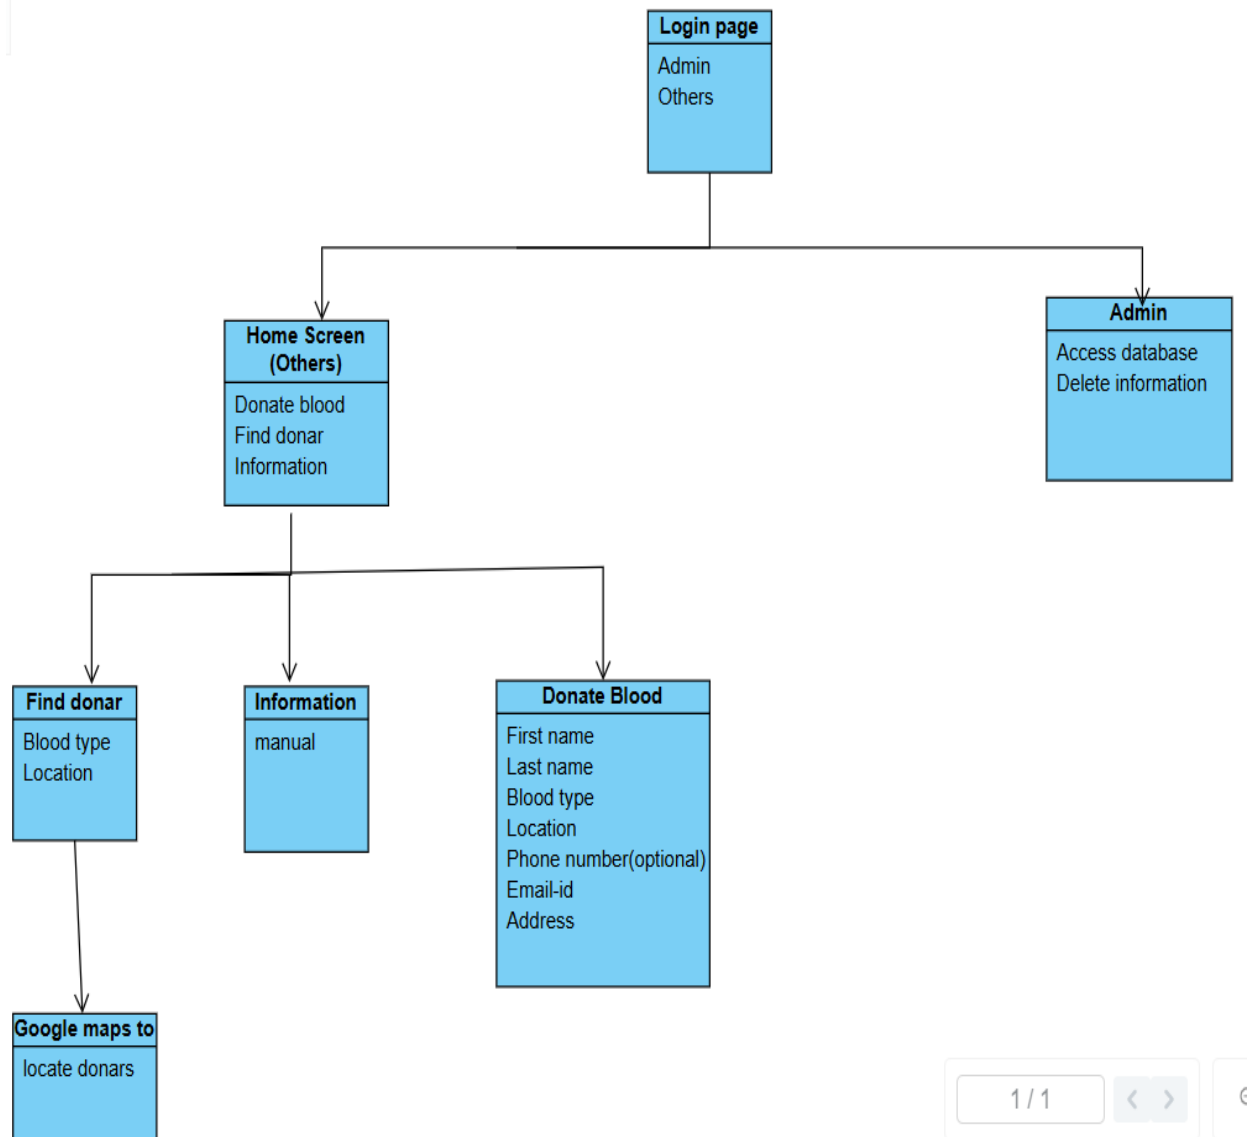 Login page
Admin
Others
Home Screen
(Others)
Donate blood
Find donar
Information
Admin
Access database
Delete information
Find donar
Blood type
Location
Information
manual
Donate Blood
First name
Last name
Blood type
Location
Phone number(optional)
Email-id
Address
Google maps to
locate donars
1 / 1